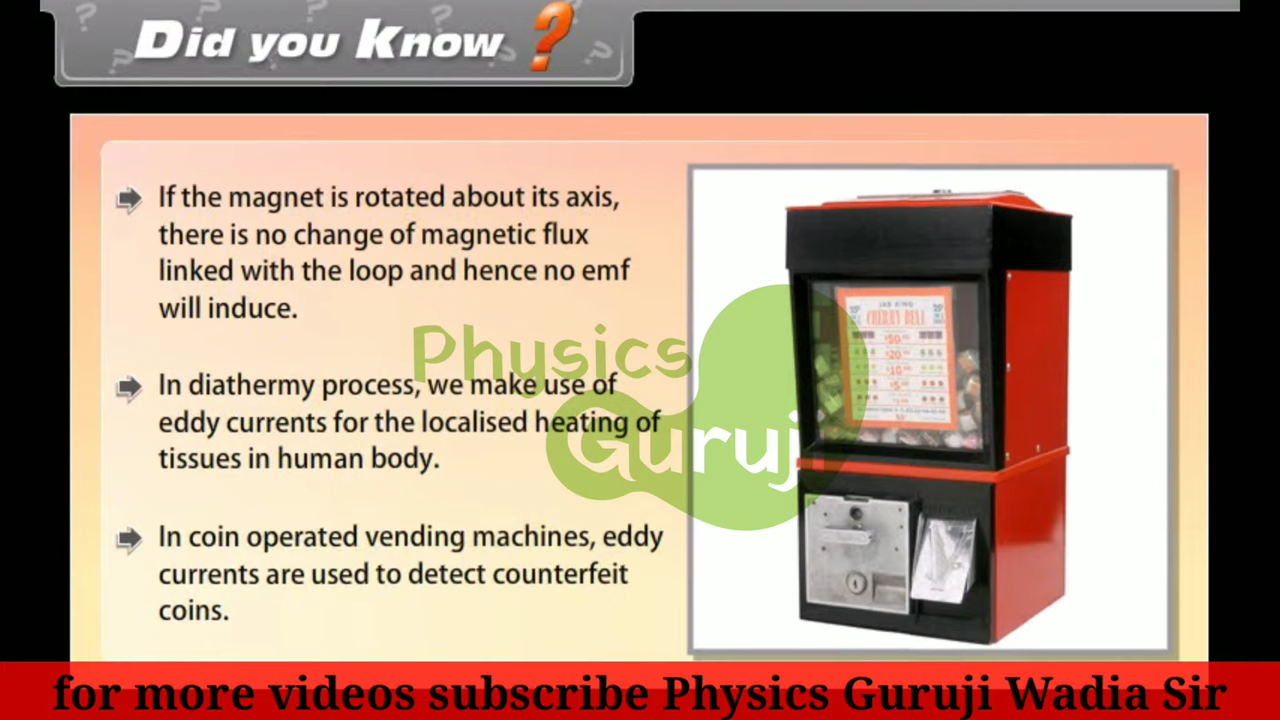 Did you Know ?
If the magnet is rotated about its axis,
there is no change of magnetic flux
linked with the loop and hence no emf
will induce.
In diathermy process, we make use of
eddy currents for the localised heating of
tissues in human body.
In coin operated vending machines, eddy
currents are used to detect counterfeit
coins.
Physics
Guruji
CHERRY BELL
for more videos subscribe Physics Guruji Wadia Sir